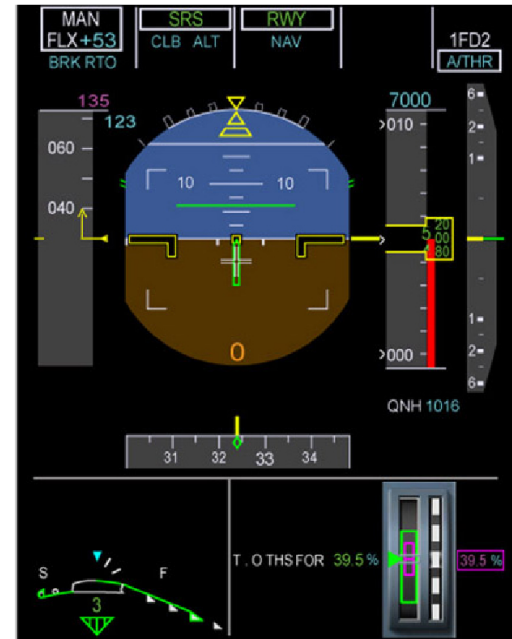 MAN SRS RWY
FLX+53 CLB ALT NAV 1FD2
BRK RTO A/THR
135 7000 6
123 010 2
060 1
10 10
040
5 20
00
80
1
0 000 2
6
QNH 1016
31 32 33 34
S F T.O THS FOR 39.5 % 39.5 %
3